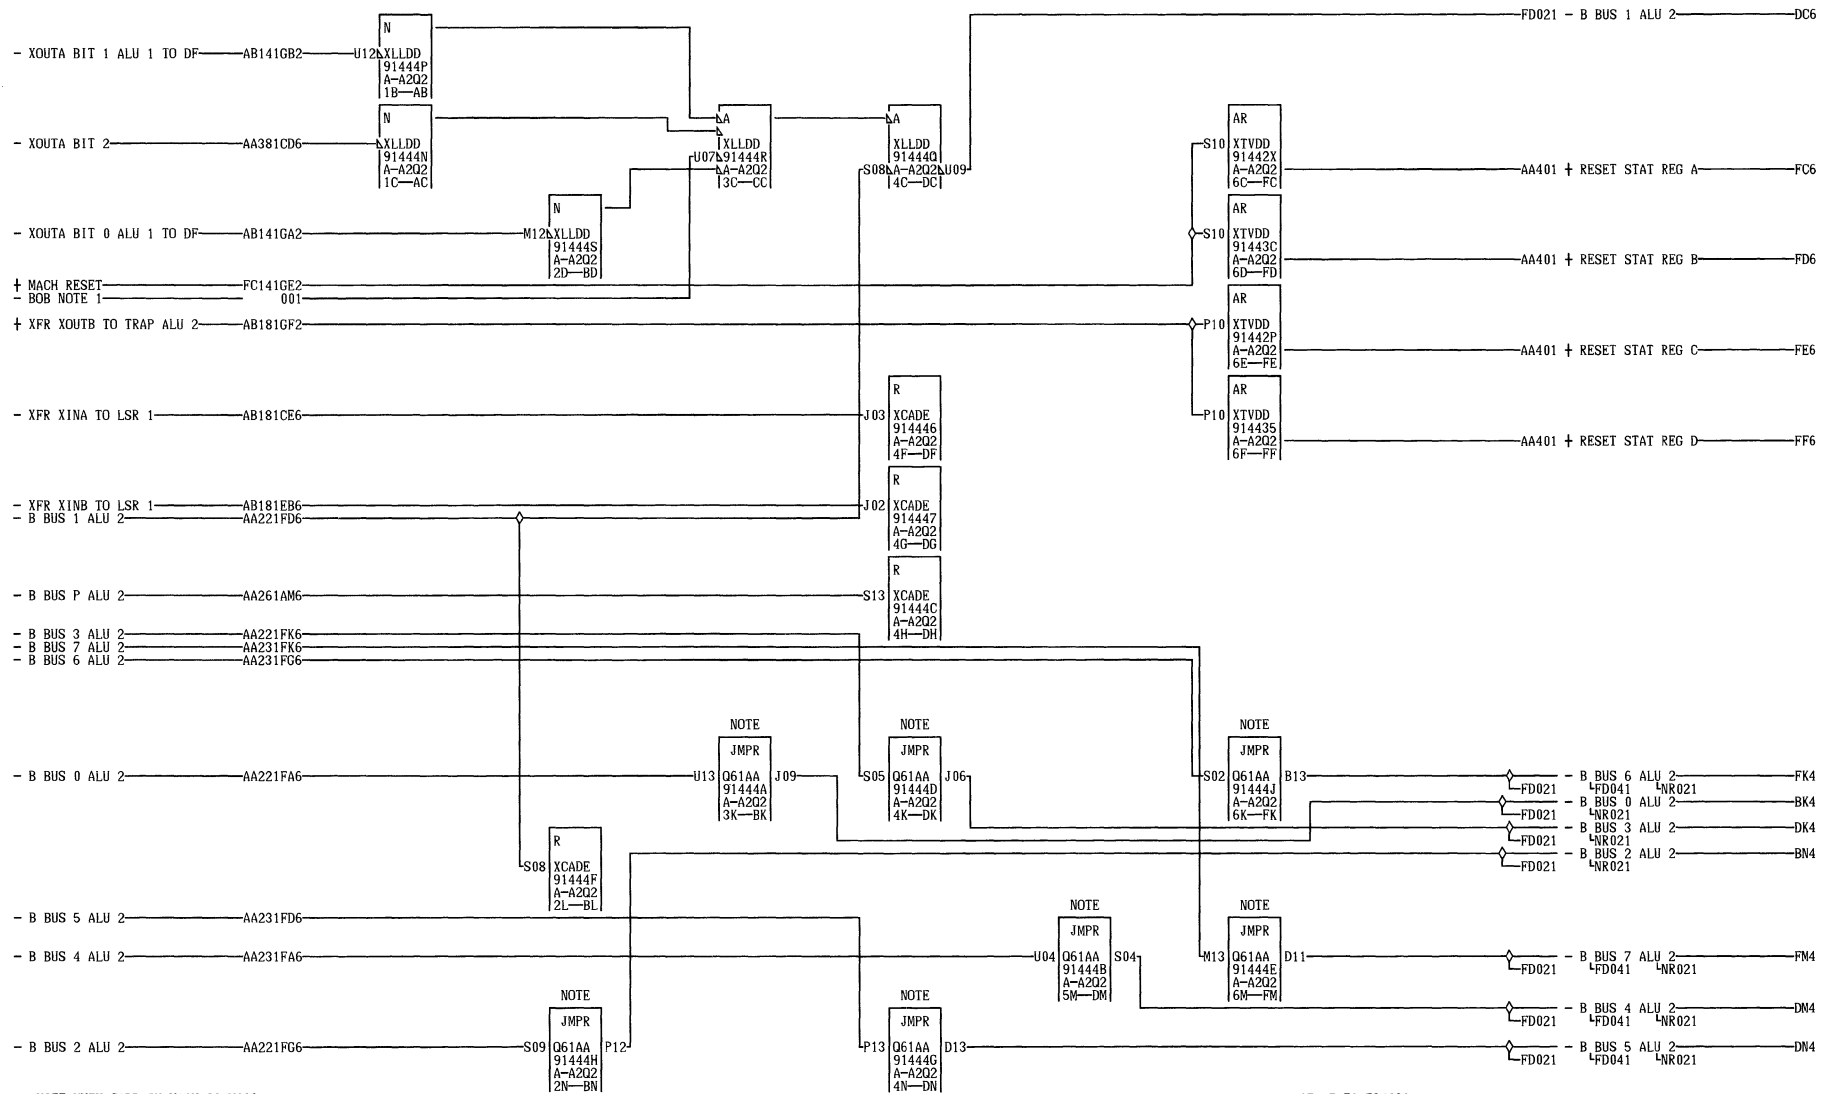 FD021 - B BUS 1 ALU 2 DC6
N
- XOUTA BIT 1 ALU 1 TO DF AB141GB2 U12 XLLDD
91444P
A-A2Q2
1B-AB
N A A AR
- XOUTA BIT 2 AA381CD6 XLLDD XLLDD XLLDD S10 XTVDD
91444N U07 91444R 91444Q 91442X
A-A2Q2 A-A2Q2 S08 A-A2Q2 U09 A-A2Q2 AA401 + RESET STAT REG A FC6
1C-AC 3C-CC 4C-DC 6C-FC
N AR
- XOUTA BIT 0 ALU 1 TO DF AB141GA2 M12 XLLDD S10 XTVDD
91444S 91443C
A-A2Q2 A-A2Q2 AA401 + RESET STAT REG B FD6
2D-BD 6D-FD
+ MACH RESET FC141GE2
- BOB NOTE 1 001 AR
+ XFR XOUTB TO TRAP ALU 2 AB181GF2 P10 XTVDD
91442P
A-A2Q2 AA401 + RESET STAT REG C FE6
6E-FE
R AR
- XFR XINA TO LSR 1 AB181CE6 J03 XCADE P10 XTVDD
914446 914435
A-A2Q2 A-A2Q2 AA401 + RESET STAT REG D FF6
4F-DF 6F-FF
R
- XFR XINB TO LSR 1 AB181EB6 J02 XCADE
- B BUS 1 ALU 2 AA221FD6 914447
A-A2Q2
4G-DG
R
- B BUS P ALU 2 AA261AM6 S13 XCADE
91444C
A-A2Q2
- B BUS 3 ALU 2 AA221FK6 4H-DH
- B BUS 7 ALU 2 AA231FK6
- B BUS 6 ALU 2 AA231FG6
NOTE NOTE NOTE
JMPR JMPR JMPR
- B BUS 0 ALU 2 AA221FA6 U13 Q61AA J09 S05 Q61AA J06 S02 Q61AA B13 - B BUS 6 ALU 2 FK4
91444A 91444D 91444J FD021 FD041 NR021
A-A2Q2 A-A2Q2 A-A2Q2 - B BUS 0 ALU 2 BK4
3K-BK 4K-DK 6K-FK FD021 NR021
- B BUS 3 ALU 2 DK4
R FD021 NR021
- B BUS 2 ALU 2 BN4
S08 XCADE FD021 NR021
91444F
A-A2Q2
2L-BL NOTE NOTE
- B BUS 5 ALU 2 AA231FD6
JMPR JMPR
- B BUS 4 ALU 2 AA231FA6 U04 Q61AA S04 M13 Q61AA D11 - B BUS 7 ALU 2 FM4
91444B 91444E FD021 FD041 NR021
A-A2Q2 A-A2Q2
NOTE NOTE 5M-DM 6M-FM
- B BUS 4 ALU 2 DM4
JMPR JMPR FD021 FD041 NR021
- B BUS 2 ALU 2 AA221FG6 S09 Q61AA P12 P13 Q61AA D13 - B BUS 5 ALU 2 DN4
91444H 91444G FD021 FD041 NR021
A-A2Q2 A-A2Q2
2N-BN 4N-DN